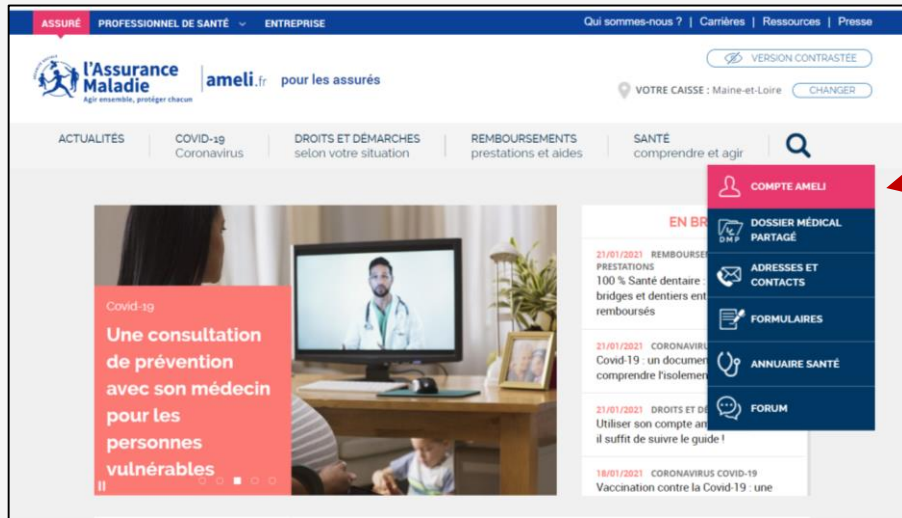 ASSURÉ PROFESSIONNEL DE SANTÉ ENTREPRISE Qui sommes-nous ? | Carrières | Ressources | Presse
VERSION CONTRASTÉE
l'Assurance
Maladie
Agir ensemble, protéger chacun
ameli.fr pour les assurés
VOTRE CAISSE : Maine-et-Loire CHANGER
ACTUALITÉS
COVID-19
Coronavirus
DROITS ET DÉMARCHES
selon votre situation
REMBOURSEMENTS
prestations et aides
SANTÉ
comprendre et agir
COMPTE AMELI
DMP
DOSSIER MÉDICAL
PARTAGÉ
ADRESSES ET
CONTACTS
FORMULAIRES
ANNUAIRE SANTÉ
FORUM
Covid-19
Une consultation
de prévention
avec son médecin
pour les
personnes
vulnérables
EN BR
21/01/2021 REMBOURSE
PRESTATIONS
100 % Santé dentaire :
bridges et dentiers ent
remboursés
21/01/2021 CORONAVIRU
Covid-19 : un documen
comprendre l'isolemen
21/01/2021 DROITS ET DÉ
Utiliser son compte am
il suffit de suivre le guide !
18/01/2021 CORONAVIRUS COVID-19
Vaccination contre la Covid-19 : une